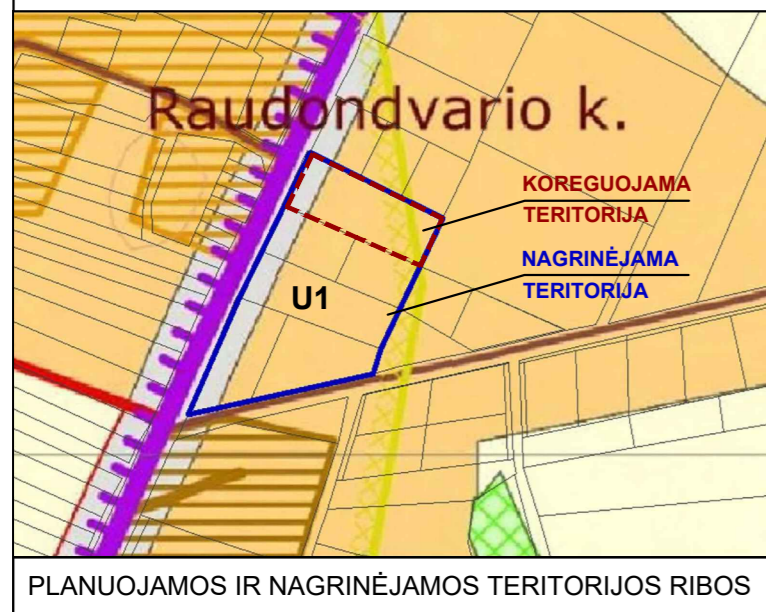 Raudondvario k.
KOREGUOJAMA
TERITORIJA
NAGRINĖJAMA
TERITORIJA
U1
PLANUOJAMOS IR NAGRINĖJAMOS TERITORIJOS RIBOS